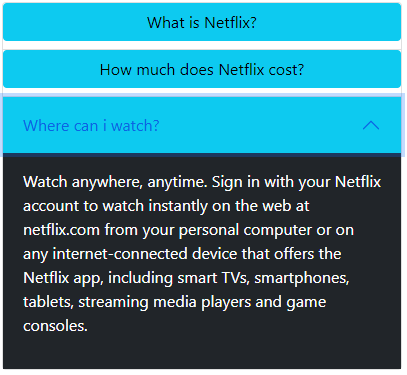 What is Netflix?
How much does Netflix cost?
Where can i watch?
Watch anywhere, anytime. Sign in with your Netflix
account to watch instantly on the web at
netflix.com from your personal computer or on
any internet-connected device that offers the
Netflix app, including smart TVs, smartphones,
tablets, streaming media players and game
consoles.